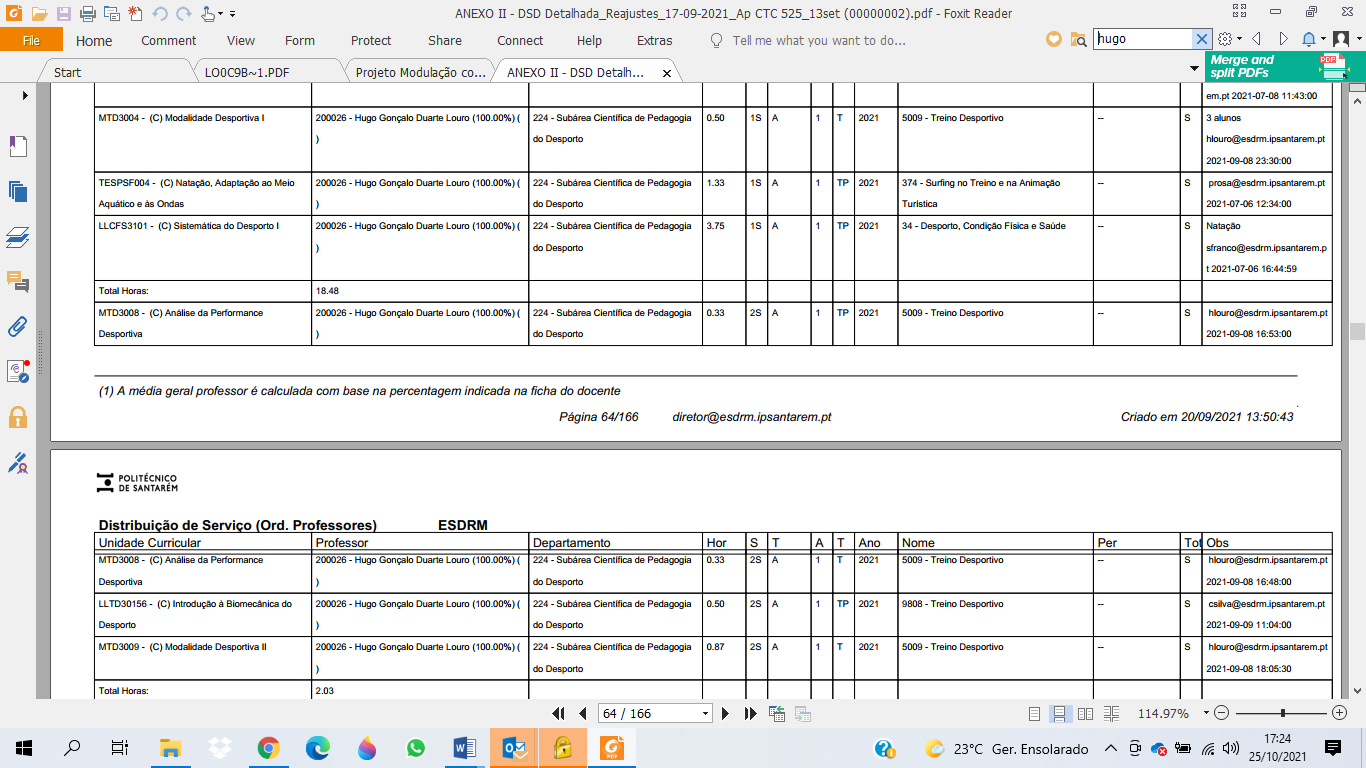 ANEXO II - DSD Detalhada_Reajustes_17-09-2021_Ap CTC 525_13set (00000002).pdf - Foxit Reader
File Home Comment View Form Protect Share Connect Help Extras Tell me what you want to do... hugo
Start LO0C9B~1.PDF Projeto Modulação co... ANEXO II - DSD Detalh... Merge and
split PDFs
em.pt 2021-07-08 11:43:00
MTD3004 - (C) Modalidade Desportiva I 200026 - Hugo Gonçalo Duarte Louro (100.00%) ( 224 - Subárea Científica de Pedagogia 0.50 1S A 1 T 2021 5009 - Treino Desportivo -- S 3 alunos
) do Desporto hlouro@esdrm.ipsantarem.pt
2021-09-08 23:30:00
TESPSF004 - (C) Natação, Adaptação ao Meio 200026 - Hugo Gonçalo Duarte Louro (100.00%) ( 224 - Subárea Científica de Pedagogia 1.33 1S A 1 TP 2021 374 - Surfing no Treino e na Animação -- S prosa@esdrm.ipsantarem.pt
Aquático e às Ondas ) do Desporto Turística 2021-07-06 12:34:00
LLCFS3101 - (C) Sistemática do Desporto I 200026 - Hugo Gonçalo Duarte Louro (100.00%) ( 224 - Subárea Científica de Pedagogia 3.75 1S A 1 TP 2021 34 - Desporto, Condição Física e Saúde -- S Natação
) do Desporto sfranco@esdrm.ipsantarem.p
t 2021-07-06 16:44:59
Total Horas: 18.48
MTD3008 - (C) Análise da Performance 200026 - Hugo Gonçalo Duarte Louro (100.00%) ( 224 - Subárea Científica de Pedagogia 0.33 2S A 1 TP 2021 5009 - Treino Desportivo -- S hlouro@esdrm.ipsantarem.pt
Desportiva ) do Desporto 2021-09-08 16:53:00
(1) A média geral professor é calculada com base na percentagem indicada na ficha do docente
Página 64/166 diretor@esdrm.ipsantarem.pt Criado em 20/09/2021 13:50:43
POLITÉCNICO
DE SANTARÉM
Distribuição de Serviço (Ord. Professores) ESDRM
Unidade Curricular Professor Departamento Hor S T A T Ano Nome Per Tot Obs
MTD3008 - (C) Análise da Performance 200026 - Hugo Gonçalo Duarte Louro (100.00%) ( 224 - Subárea Científica de Pedagogia 0.33 2S A 1 T 2021 5009 - Treino Desportivo -- S hlouro@esdrm.ipsantarem.pt
Desportiva ) do Desporto 2021-09-08 16:48:00
LLTD30156 - (C) Introdução à Biomecânica do 200026 - Hugo Gonçalo Duarte Louro (100.00%) ( 224 - Subárea Científica de Pedagogia 0.50 2S A 1 TP 2021 9808 - Treino Desportivo -- S csilva@esdrm.ipsantarem.pt
Desporto ) do Desporto 2021-09-09 11:04:00
MTD3009 - (C) Modalidade Desportiva II 200026 - Hugo Gonçalo Duarte Louro (100.00%) ( 224 - Subárea Científica de Pedagogia 0.87 2S A 1 T 2021 5009 - Treino Desportivo -- S hlouro@esdrm.ipsantarem.pt
) do Desporto 2021-09-08 18:05:30
Total Horas: 2.03
64 / 166 114.97%
23°C Ger. Ensolarado 17:24
25/10/2021